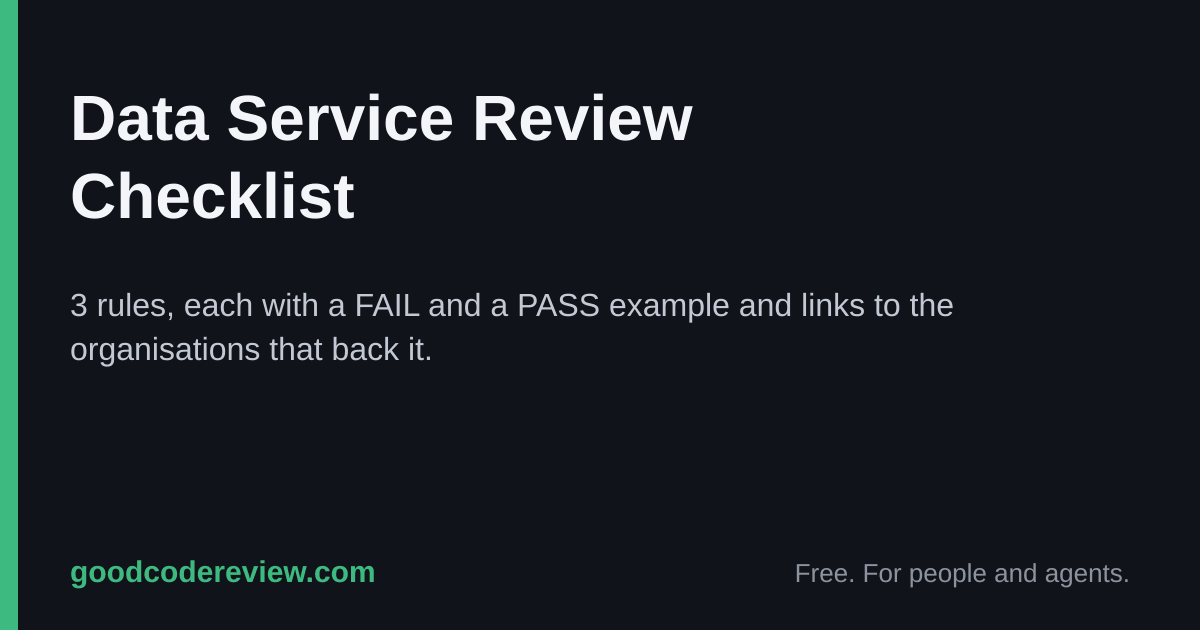 Data Service Review
Checklist
3 rules, each with a FAIL and a PASS example and links to the
organisations that back it.
goodcodereview.com
Free. For people and agents.